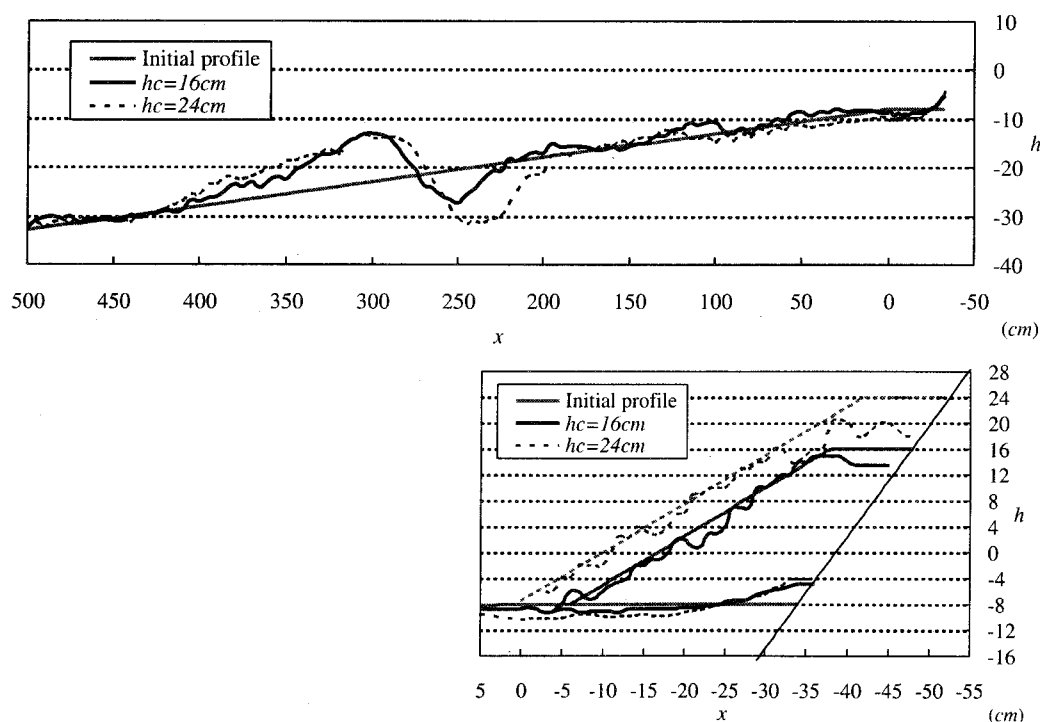 10
0
-10
h
-20
-30
-40
Initial profile
hc=16cm
hc=24cm
500 450 400 350 300 250 200 150 100 50 0 -50
x
(cm)
28
24
20
16
12
8
h
4
0
-4
-8
-12
-16
Initial profile
hc=16cm
hc=24cm
5 0 -5 -10 -15 -20 -25 -30 -35 -40 -45 -50 -55
x
(cm)